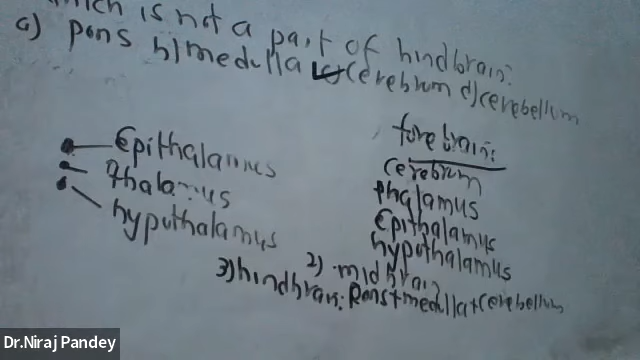 which is not a part of hindbrain:
a) pons b) medulla c) cerebrum d) cerebellum
Epithalamus
thalamus
hypothalamus
forebrain:
cerebrum
thalamus
Epithalamus
hypothalamus
2) midbrain
3) hindbrain: Pons+medulla+cerebellum
Dr.Niraj Pandey